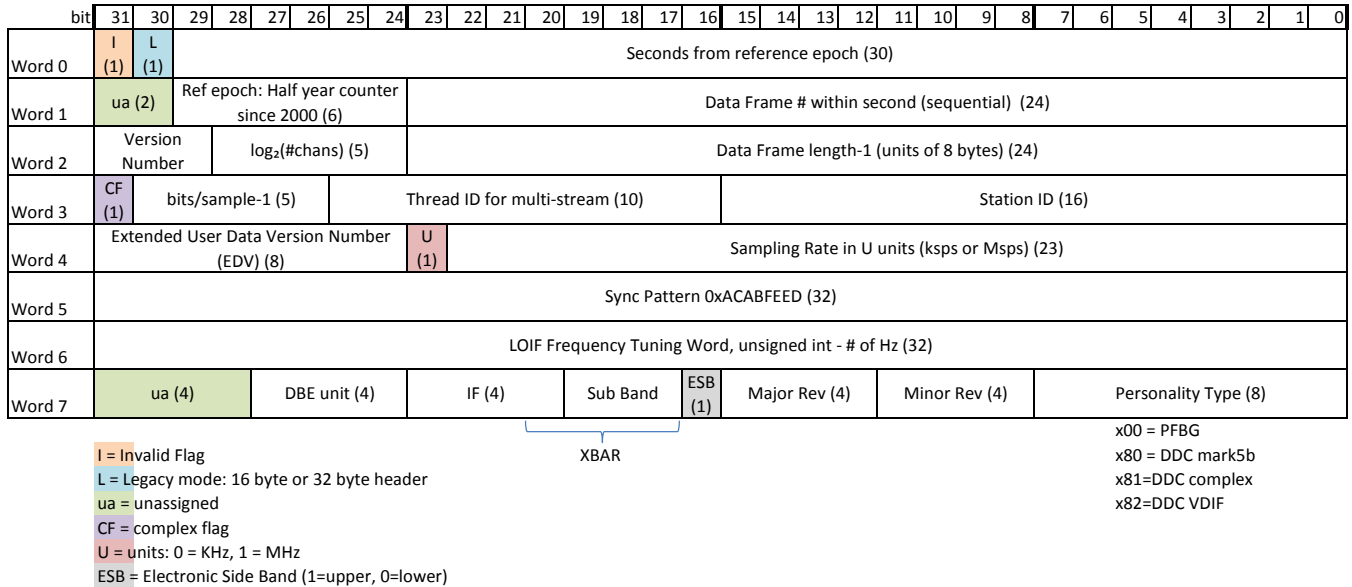 bit 31 30 29 28 27 26 25 24 23 22 21 20 19 18 17 16 15 14 13 12 11 10 9 8 7 6 5 4 3 2 1 0
Word 0
I
(1)
L
(1)
Seconds from reference epoch (30)
Word 1
ua (2)
Ref epoch: Half year counter
since 2000 (6)
Data Frame # within second (sequential) (24)
Word 2
Version
Number
log₂(#chans) (5)
Data Frame length-1 (units of 8 bytes) (24)
Word 3
CF
(1)
bits/sample-1 (5)
Thread ID for multi-stream (10)
Station ID (16)
Word 4
Extended User Data Version Number
(EDV) (8)
U
(1)
Sampling Rate in U units (ksps or Msps) (23)
Word 5
Sync Pattern 0xACABFEED (32)
Word 6
LOIF Frequency Tuning Word, unsigned int - # of Hz (32)
Word 7
ua (4)
DBE unit (4)
IF (4)
Sub Band
ESB
(1)
Major Rev (4)
Minor Rev (4)
Personality Type (8)
XBAR
x00 = PFBG
x80 = DDC mark5b
x81=DDC complex
x82=DDC VDIF
I = Invalid Flag
L = Legacy mode: 16 byte or 32 byte header
ua = unassigned
CF = complex flag
U = units: 0 = KHz, 1 = MHz
ESB = Electronic Side Band (1=upper, 0=lower)